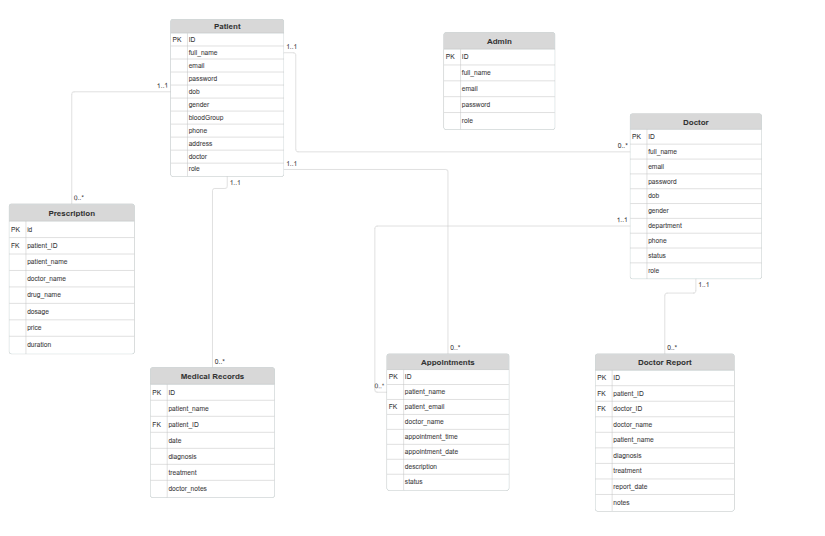 Patient
PK ID
full_name
email
password
dob
gender
bloodGroup
phone
address
doctor
role
1..1
1..1
1..1
1..1
Admin
PK ID
full_name
email
password
role
Doctor
PK ID
full_name
email
password
dob
gender
department
phone
status
role
0..*
1..1
1..1
0..*
Prescription
PK id
FK patient_ID
patient_name
doctor_name
drug_name
dosage
price
duration
0..*
Medical Records
PK ID
patient_name
FK patient_ID
date
diagnosis
treatment
doctor_notes
0..*
0..*
Appointments
PK ID
patient_name
FK patient_email
doctor_name
appointment_time
appointment_date
description
status
0..*
Doctor Report
PK ID
FK patient_ID
FK doctor_ID
doctor_name
patient_name
diagnosis
treatment
report_date
notes